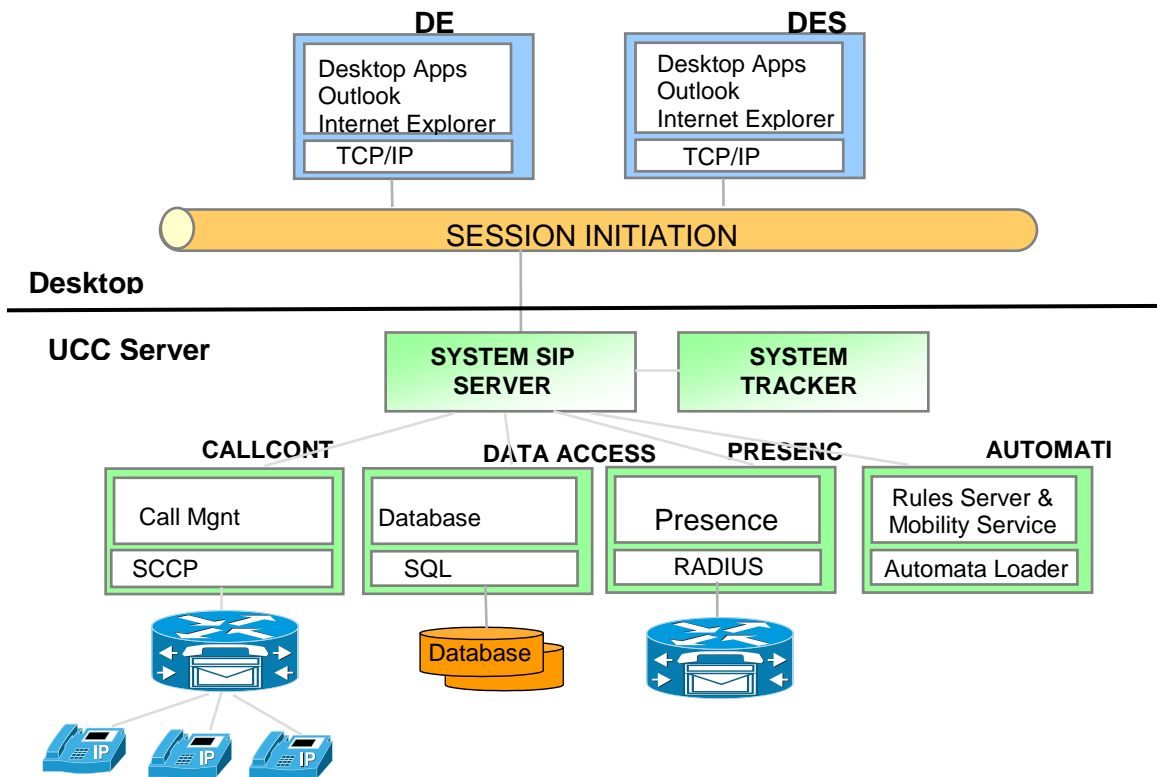 DE
DES
Desktop Apps
Outlook
Internet Explorer
TCP/IP
Desktop Apps
Outlook
Internet Explorer
TCP/IP
SESSION INITIATION
Desktop
UCC Server
SYSTEM SIP
SERVER
SYSTEM
TRACKER
CALLCONT
DATA ACCESS
PRESENC
AUTOMATI
Call Mgnt
SCCP
Database
SQL
Presence
RADIUS
Rules Server &
Mobility Service
Automata Loader
Database
IP
IP
IP